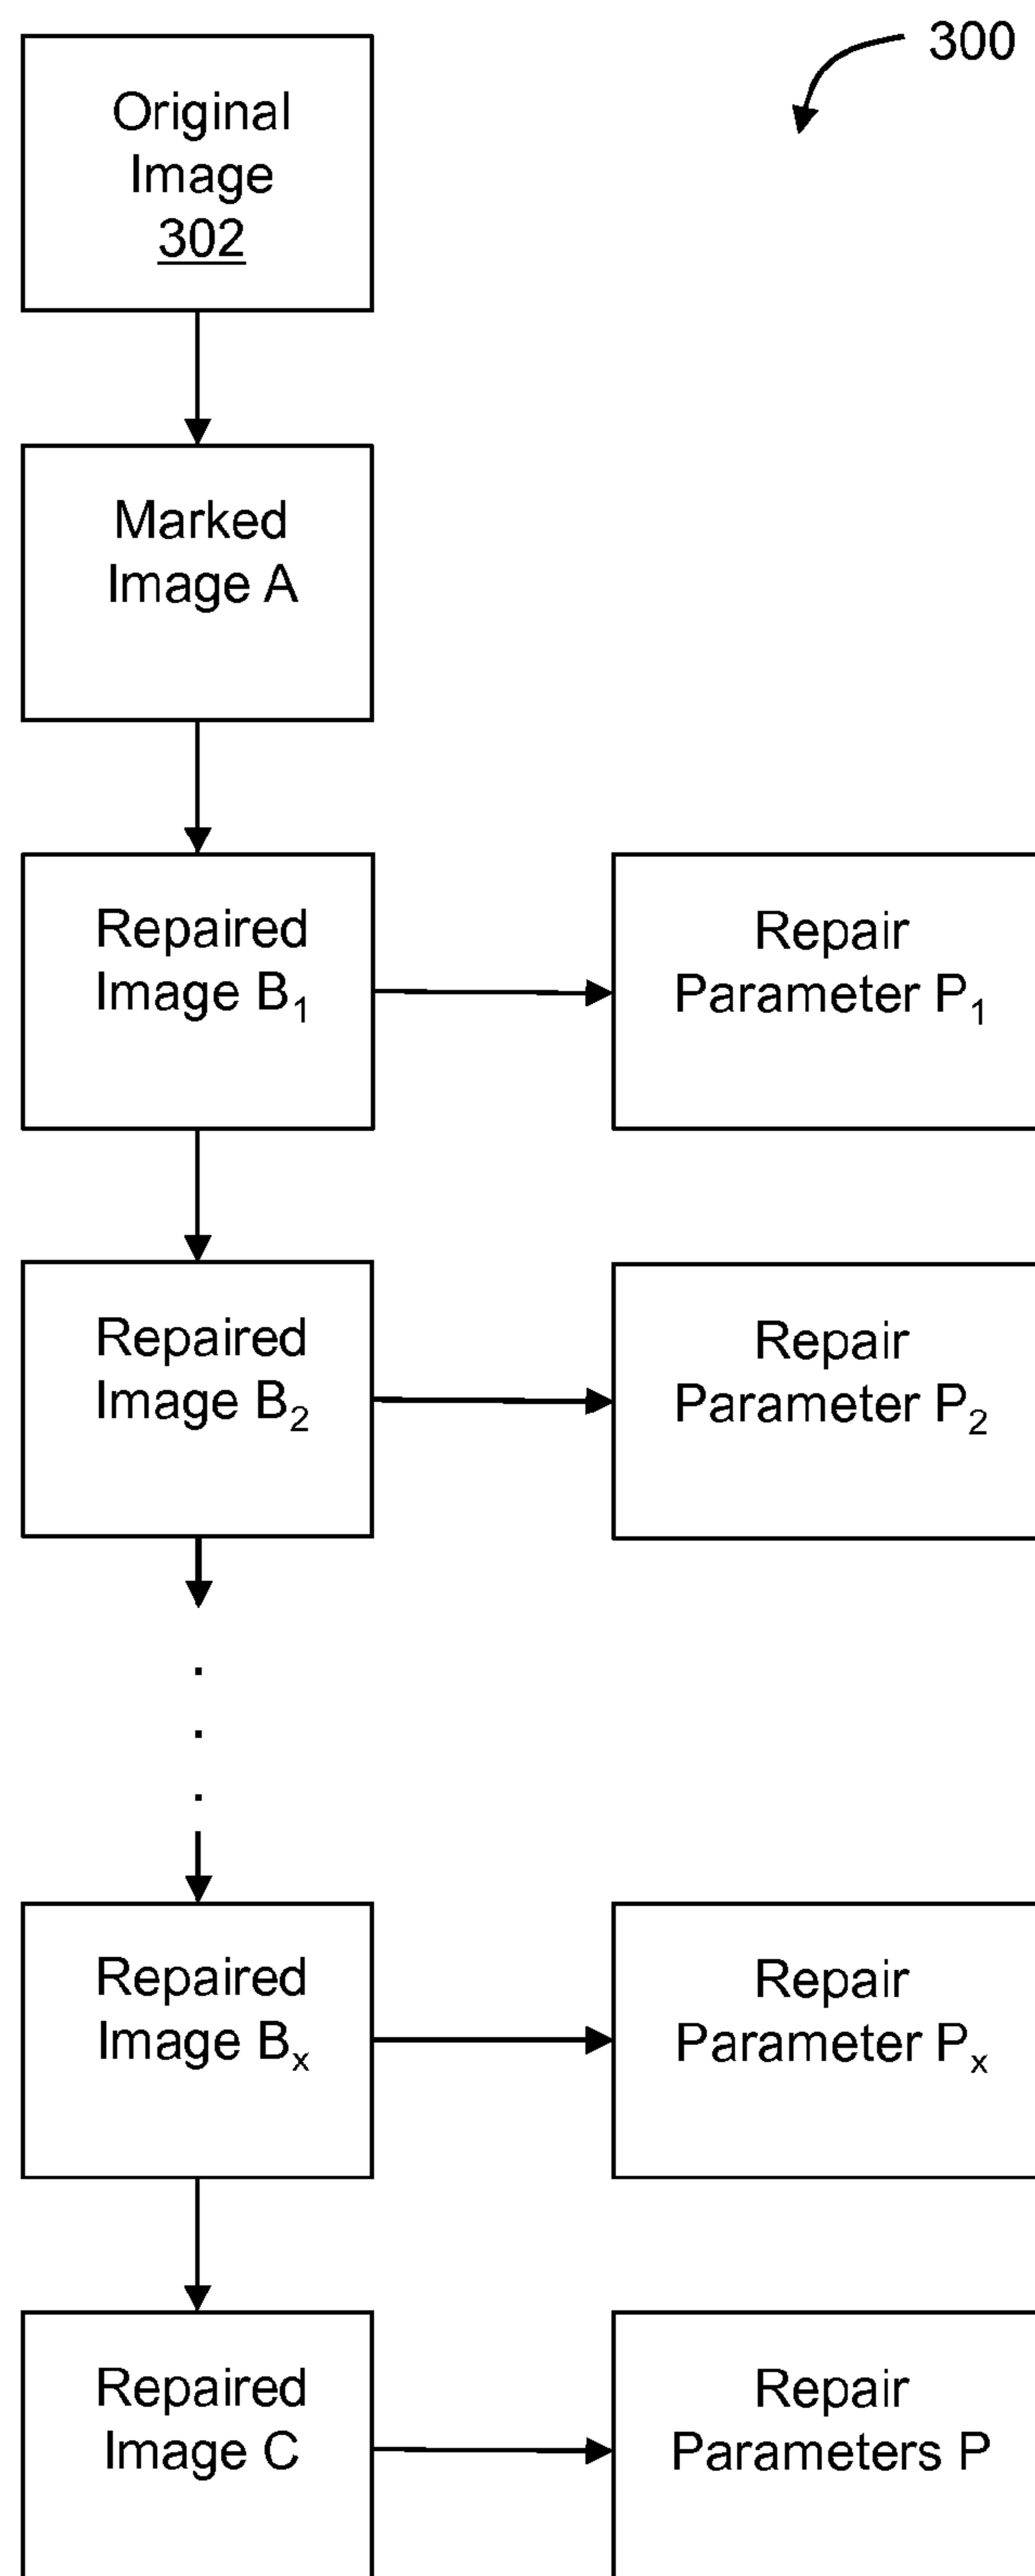 300
Original
Image
302
Marked
Image A
Repaired
Image B₁
Repair
Parameter P₁
Repaired
Image B₂
Repair
Parameter P₂
.
.
.
Repaired
Image Bₓ
Repair
Parameter Pₓ
Repaired
Image C
Repair
Parameters P